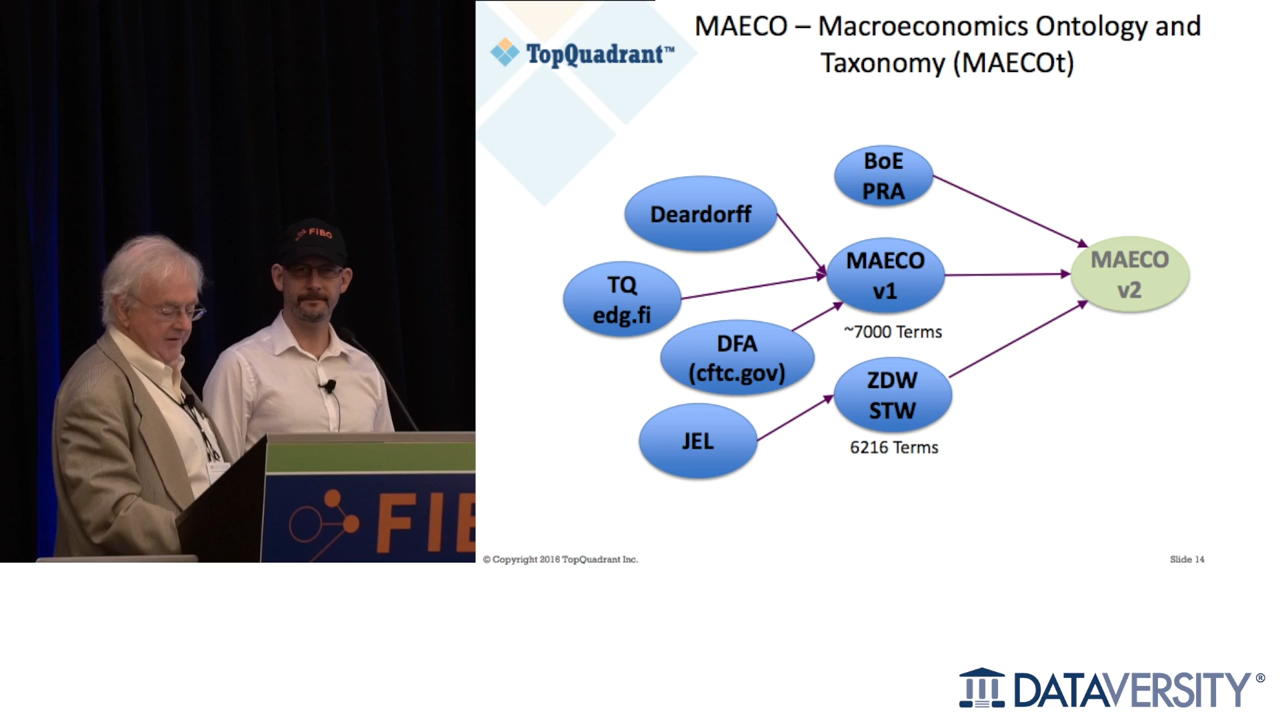 TopQuadrant™
MAECO – Macroeconomics Ontology and
Taxonomy (MAECOt)
BoE
PRA
Deardorff
MAECO
v1
MAECO
v2
TQ
edg.fi
~7000 Terms
DFA
(cftc.gov)
ZDW
STW
JEL
6216 Terms
© Copyright 2016 TopQuadrant Inc.
Slide 14
FIBO
FIB
DATAVERSITY®